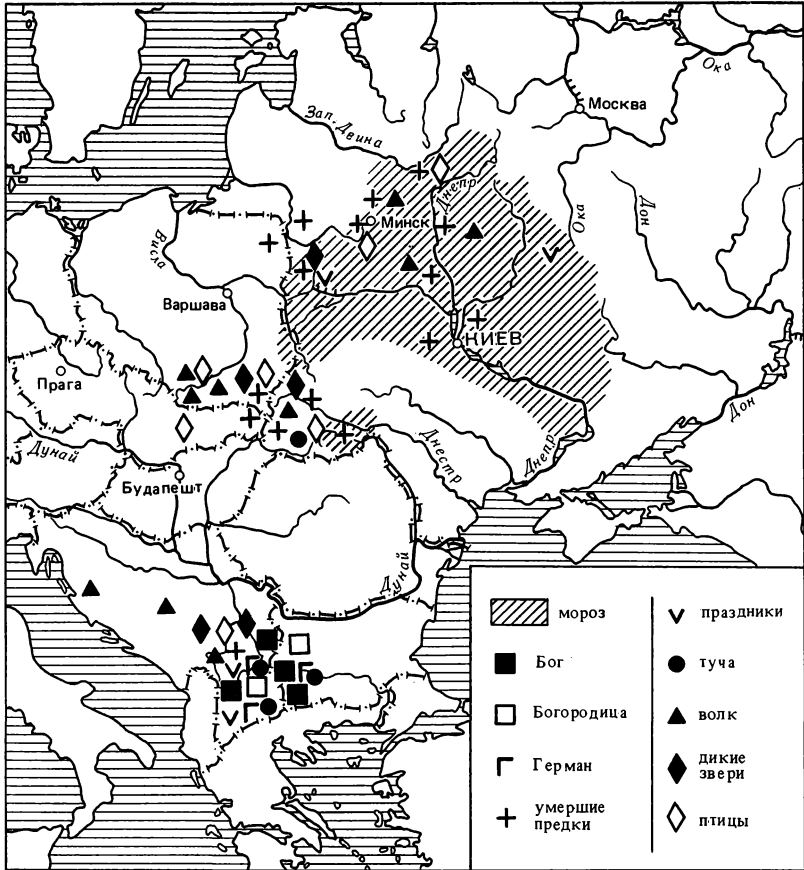 Ока
Москва
Зап. Двина
Днепр
Минск
Ока
Дон
Висла
Варшава
КИЕВ
Прага
Дон
Дунай
Днестр
Днепр
Будапешт
Дунай
мороз
Бог
Богородица
Герман
умершие
предки
праздники
туча
волк
дикие
звери
птицы